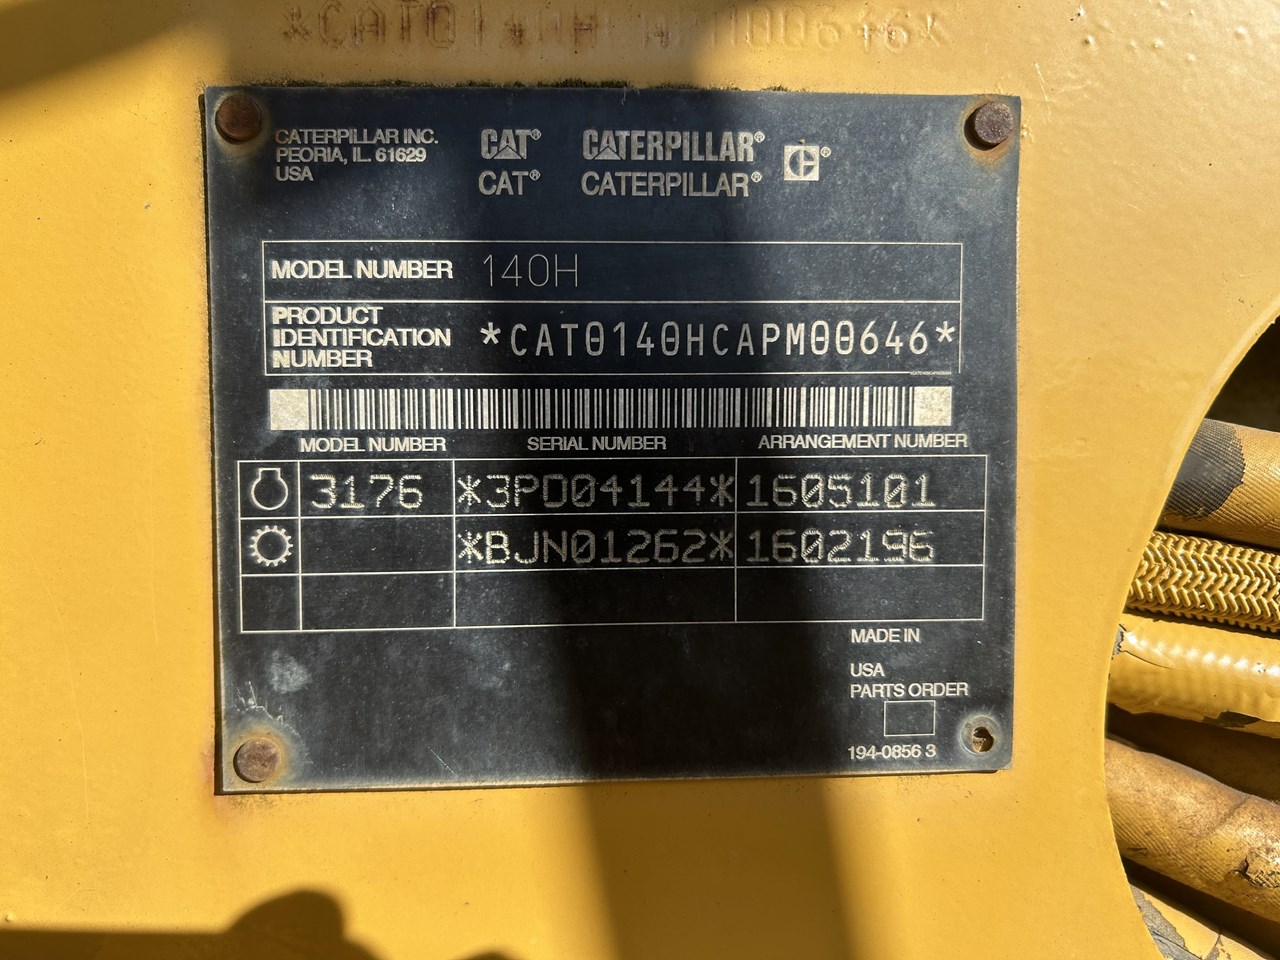 CATERPILLAR INC.
PEORIA, IL. 61629
USA
CAT® CATERPILLAR® ®
CAT® CATERPILLAR®
MODEL NUMBER 140H
PRODUCT
IDENTIFICATION
NUMBER *CAT0140HCAPM00646*
MODEL NUMBER SERIAL NUMBER ARRANGEMENT NUMBER
3176 *3PD04144* 1605101
*BJN01262* 1602196
MADE IN
USA
PARTS ORDER
194-0856 3